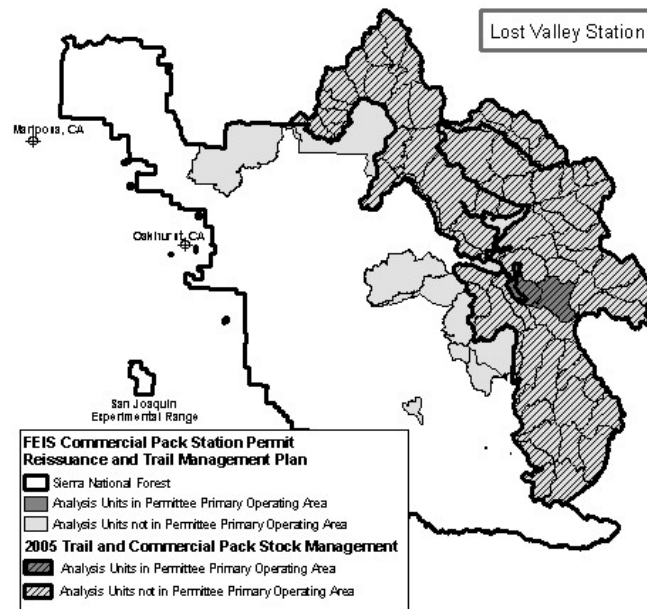 Lost Valley Station
Mariposa, CA
Oakhurst, CA
San Joaquin
Experimental Range
FEIS Commercial Pack Station Permit
Reissuance and Trail Management Plan
Sierra National Forest
Analysis Units in Permittee Primary Operating Area
Analysis Units not in Permittee Primary Operating Area
2005 Trail and Commercial Pack Stock Management
Analysis Units in Permittee Primary Operating Area
Analysis Units not in Permittee Primary Operating Area